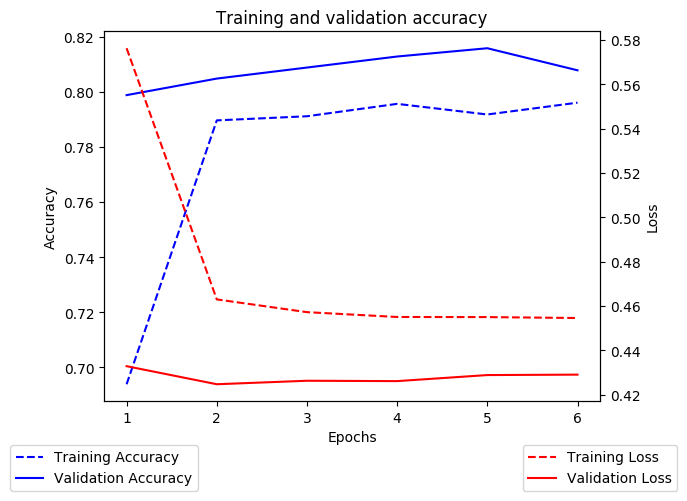 Training and validation accuracy
0.82
0.80
0.78
0.76
0.74
0.72
0.70
Accuracy
0.58
0.56
0.54
0.52
0.50
0.48
0.46
0.44
0.42
Loss
1 2 3 4 5 6
Epochs
Training Accuracy
Validation Accuracy
Training Loss
Validation Loss